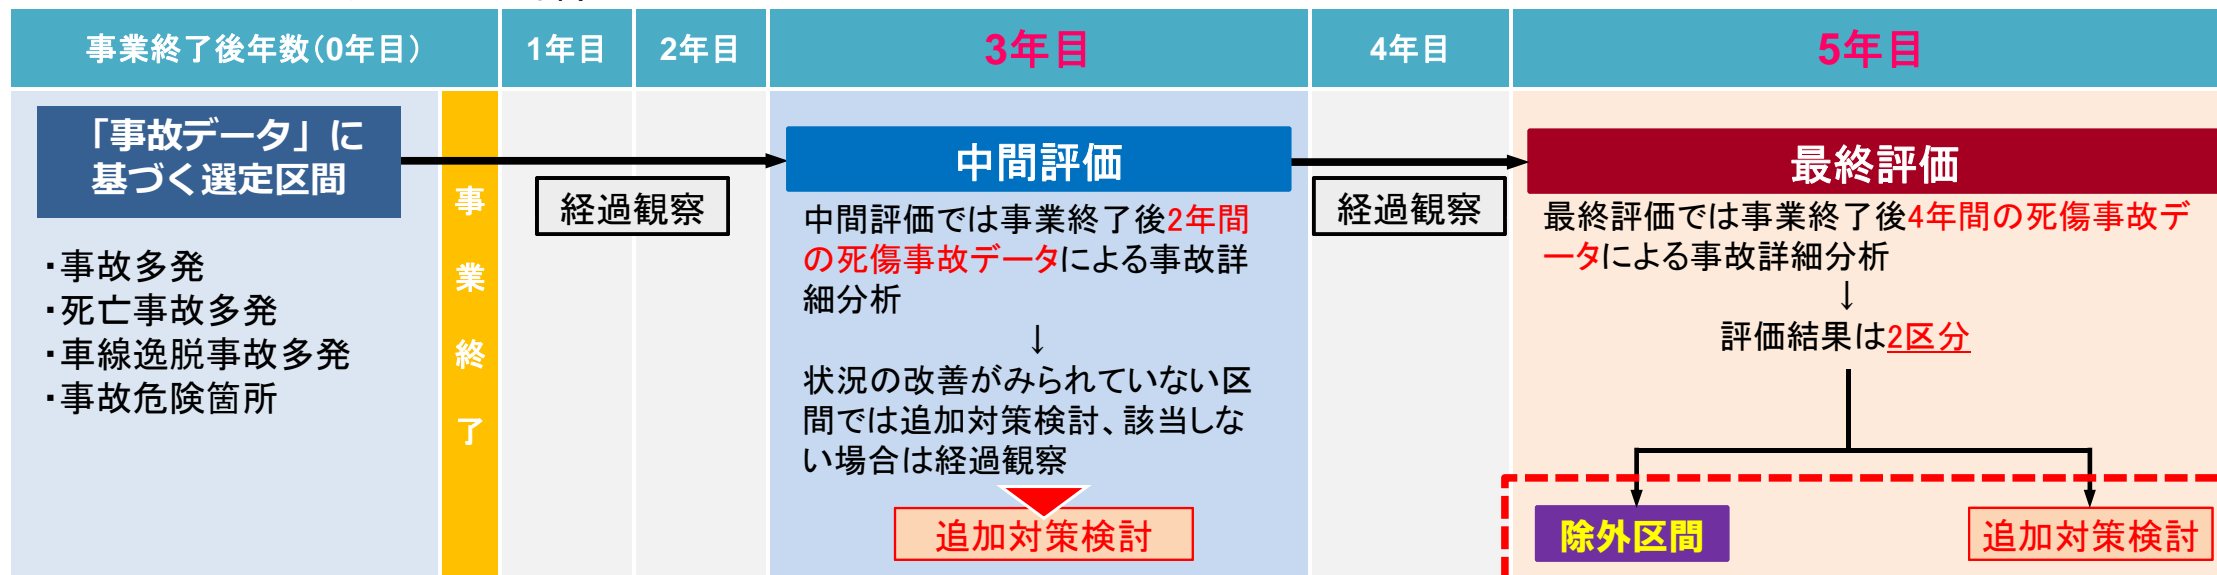 事業終了後年数(0年目)
1年目
2年目
3年目
4年目
5年目
「事故データ」に
基づく選定区間
・事故多発
・死亡事故多発
・車線逸脱事故多発
・事故危険箇所
事業終了
経過観察
中間評価
中間評価では事業終了後2年間
の死傷事故データによる事故詳
細分析
↓
状況の改善がみられていない区
間では追加対策検討、該当しな
い場合は経過観察
追加対策検討
経過観察
最終評価
最終評価では事業終了後4年間の死傷事故デ
ータによる事故詳細分析
↓
評価結果は2区分
除外区間
追加対策検討